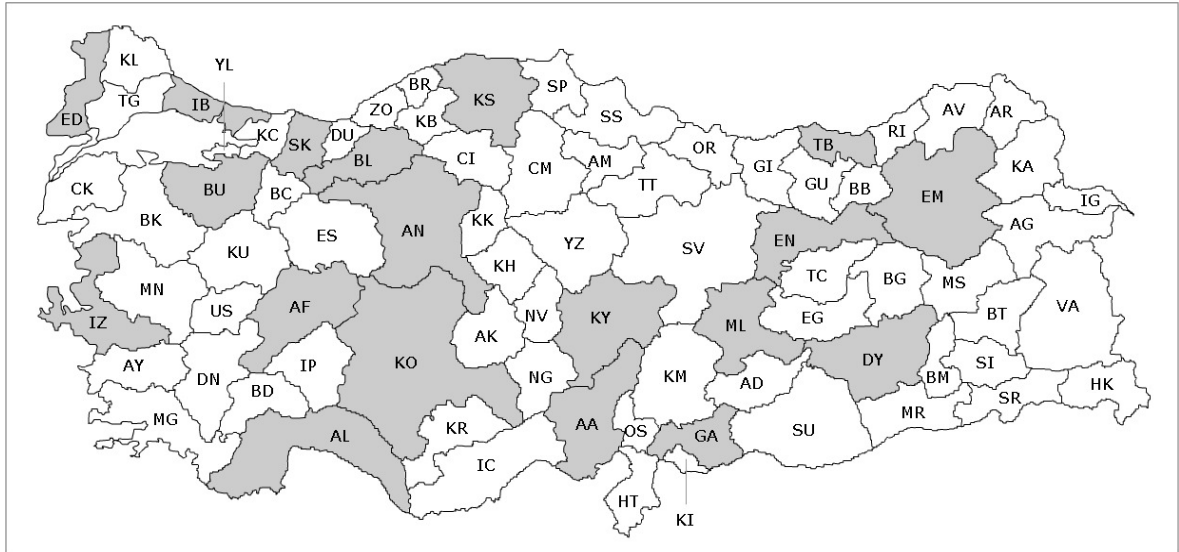 KL
YL
BR
KS
SP
AV
AR
TG
IB
ZO
KB
SS
RI
ED
KC
SK
DU
BL
CI
CM
AM
OR
TB
KA
CK
BU
BC
TT
GI
GU
BB
EM
IG
BK
ES
AN
KK
YZ
SV
EN
AG
KU
KH
TC
BG
MS
MN
US
AF
NV
KY
ML
EG
BT
VA
IZ
AK
AY
DN
IP
KO
NG
KM
AD
DY
BM
SI
HK
MG
BD
AL
KR
AA
OS
GA
SU
MR
SR
IC
HT
KI